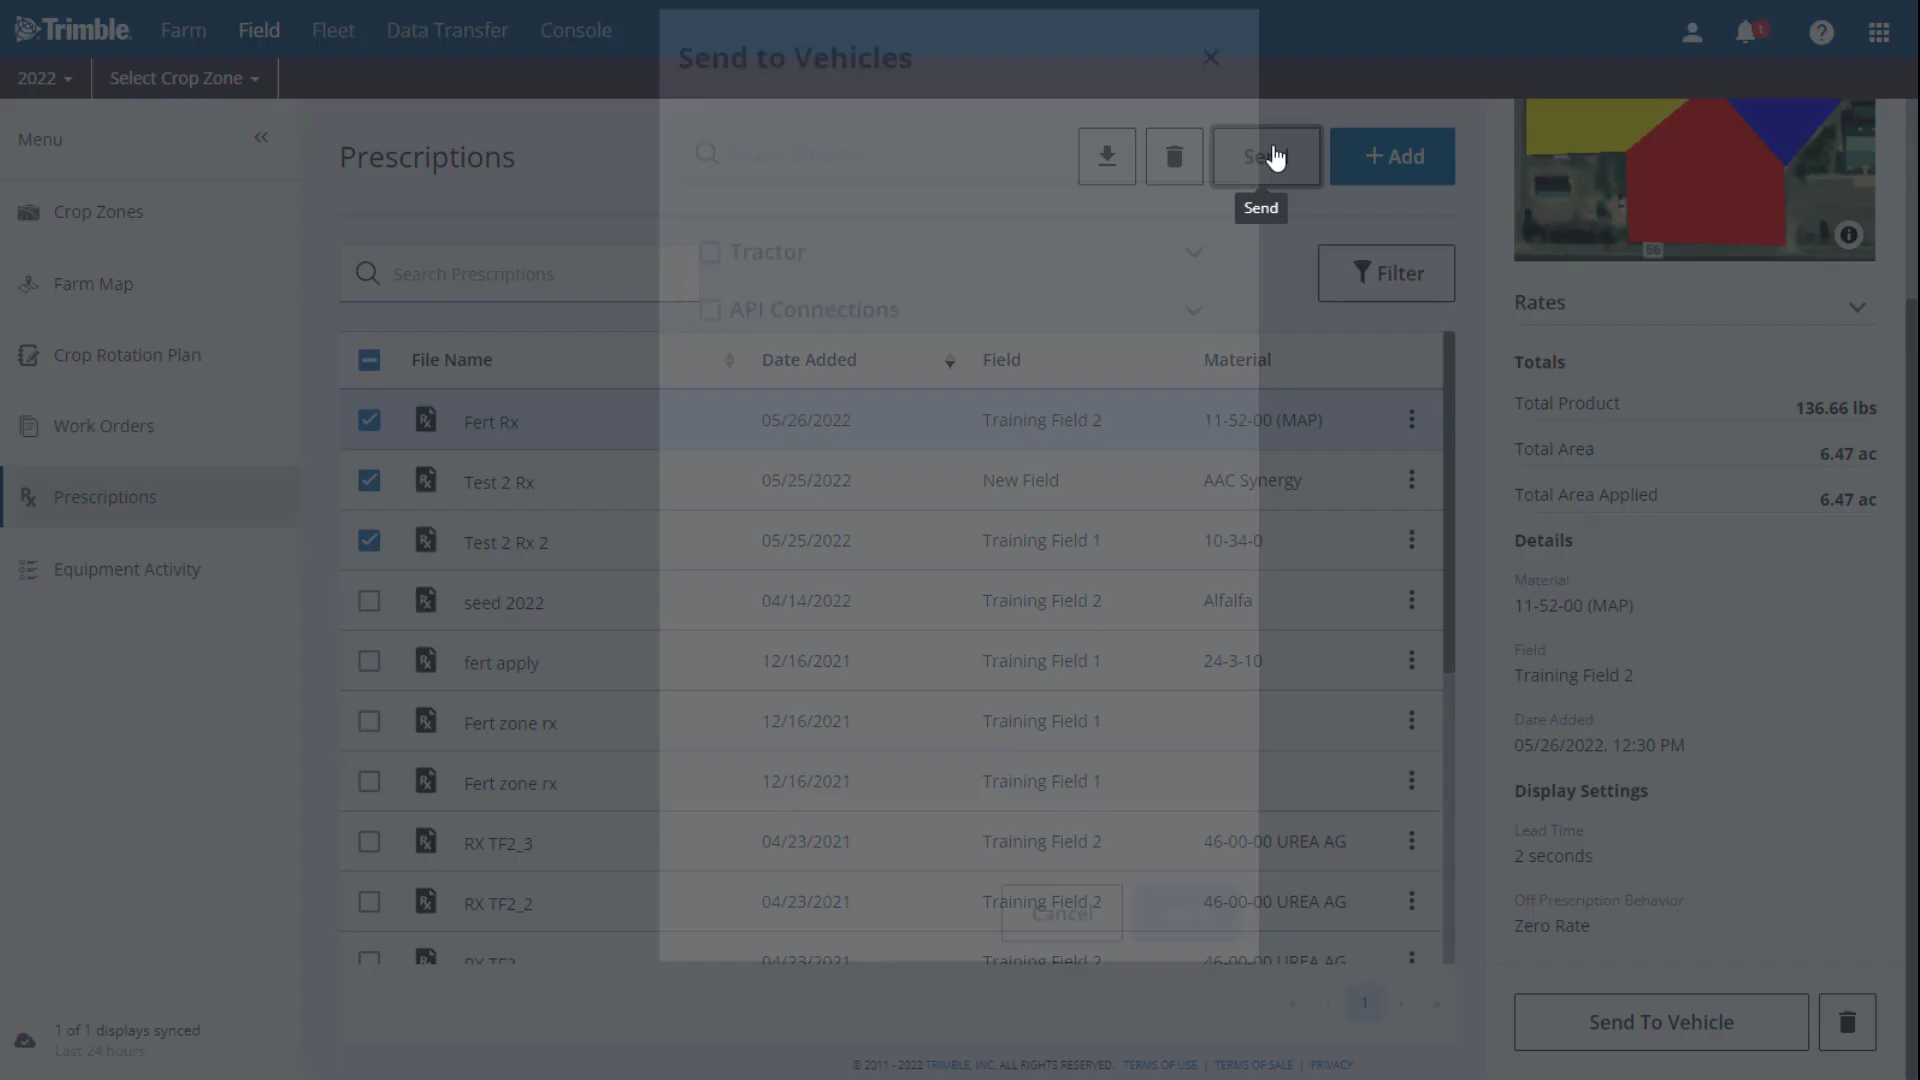 Trimble
Farm
Field
Fleet
Data Transfer
Console
1
?
2022
Select Crop Zone
Menu
Crop Zones
Farm Map
Crop Rotation Plan
Work Orders
Prescriptions
Equipment Activity
1 of 1 displays synced
Last 24 hours
Send to Vehicles
Prescriptions
Send
+ Add
Send
Search Prescriptions
Filter
Tractor
API Connections
File Name Date Added Field Material
Fert Rx 05/26/2022 Training Field 2 11-52-00 (MAP)
Test 2 Rx 05/25/2022 New Field AAC Synergy
Test 2 Rx 2 05/25/2022 Training Field 1 10-34-0
seed 2022 04/14/2022 Training Field 2 Alfalfa
fert apply 12/16/2021 Training Field 1 24-3-10
Fert zone rx 12/16/2021 Training Field 1
Fert zone rx 12/16/2021 Training Field 1
RX TF2_3 04/23/2021 Training Field 2 46-00-00 UREA AG
RX TF2_2 04/23/2021 Training Field 2 46-00-00 UREA AG
Cancel
RX TF2 04/23/2021 Training Field 2 46-00-00 UREA AG
« ‹ 1 › »
© 2011 - 2022 TRIMBLE, INC. ALL RIGHTS RESERVED. TERMS OF USE | TERMS OF SALE | PRIVACY
56
Rates
Totals
Total Product 136.66 lbs
Total Area 6.47 ac
Total Area Applied 6.47 ac
Details
Material
11-52-00 (MAP)
Field
Training Field 2
Date Added
05/26/2022, 12:30 PM
Display Settings
Lead Time
2 seconds
Off Prescription Behavior
Zero Rate
Send To Vehicle